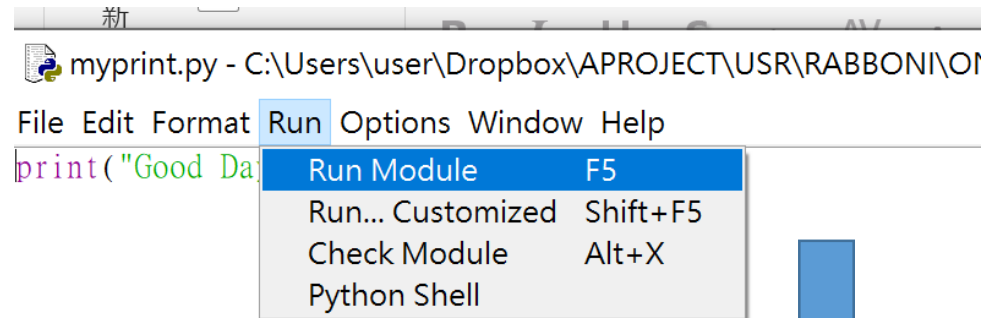 新
myprint.py - C:\Users\user\Dropbox\APROJECT\USR\RABBONI\O
File Edit Format Run Options Window Help
print("Good Da
Run Module F5
Run... Customized Shift+F5
Check Module Alt+X
Python Shell